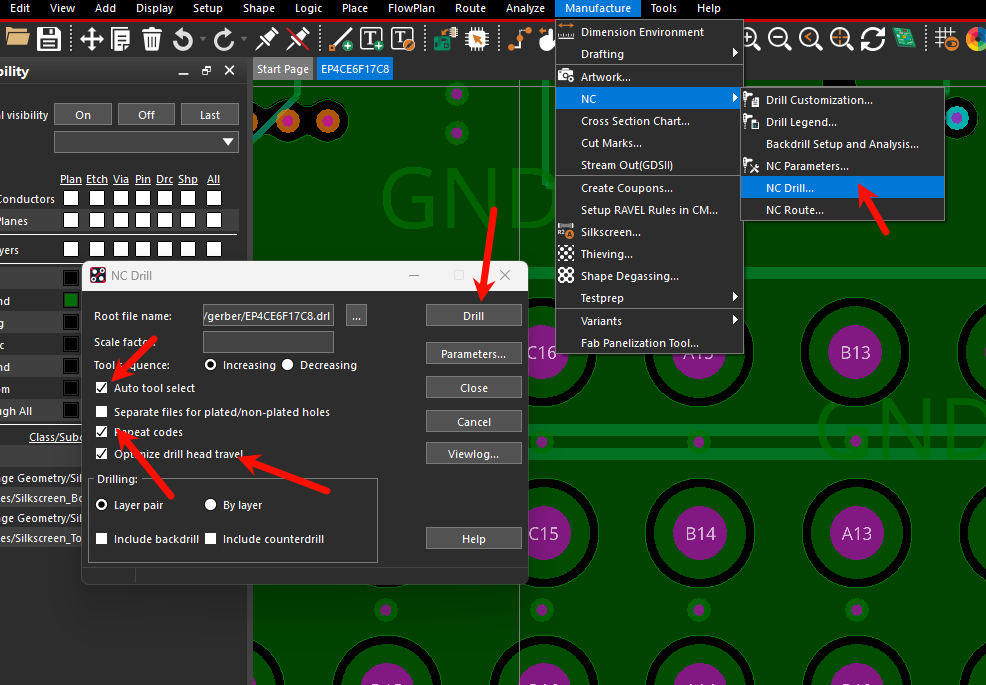 Edit View Add Display Setup Shape Logic Place FlowPlan Route Analyze Manufacture Tools Help
bility
Start Page EP4CE6F17C8
l visibility On Off Last
Plan Etch Via Pin Drc Shp All
Conductors
Planes
yers
nd
g
c
nd
om
ugh All
Class/Subc
age Geometry/Sil
es/Silkscreen_Bo
age Geometry/Sil
es/Silkscreen_To
Dimension Environment
Drafting
Artwork...
NC
Cross Section Chart...
Cut Marks...
Stream Out(GDSII)
Create Coupons...
Setup RAVEL Rules in CM...
Silkscreen...
Thieving...
Shape Degassing...
Testprep
Variants
Fab Panelization Tool...
Drill Customization...
Drill Legend...
Backdrill Setup and Analysis...
NC Parameters...
NC Drill...
NC Route...
NC Drill
Root file name: /gerber/EP4CE6F17C8.drl ... Drill
Scale factor:
Parameters...
Tool sequence: Increasing Decreasing
Auto tool select Close
Separate files for plated/non-plated holes
Cancel
Repeat codes
Optimize drill head travel Viewlog...
Drilling:
Layer pair By layer
Include backdrill Include counterdrill Help
GND
GND
C16 A15 B13
C15 B14 A13